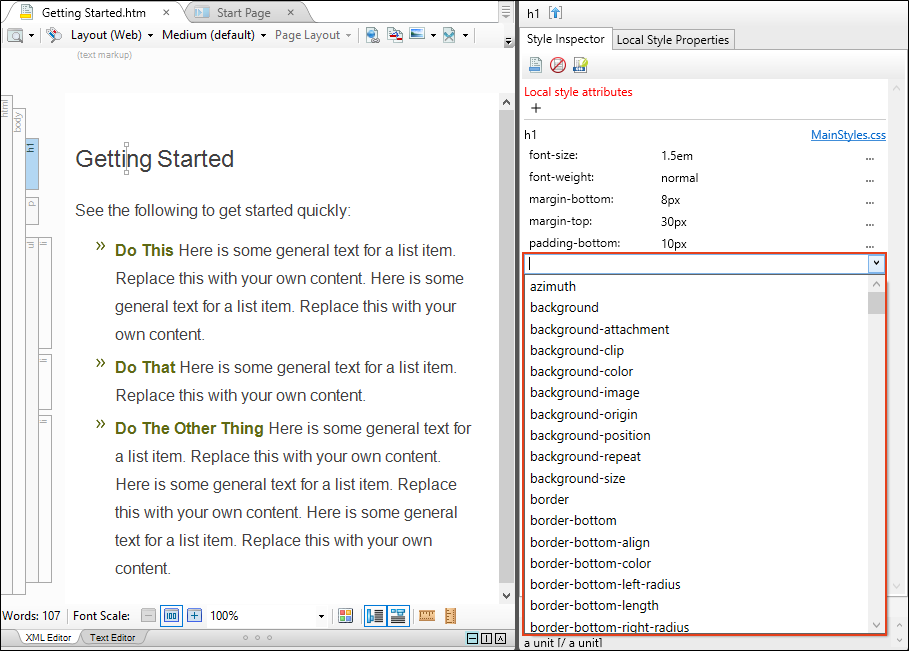 Getting Started.htm
Start Page
Layout (Web)
Medium (default)
Page Layout
(text markup)
html
body
h1
p
ul
li
li
li
Getting Started
See the following to get started quickly:
» Do This Here is some general text for a list item.
Replace this with your own content. Here is some
general text for a list item. Replace this with your
own content.
» Do That Here is some general text for a list item.
Replace this with your own content.
» Do The Other Thing Here is some general text for
a list item. Replace this with your own content.
Here is some general text for a list item. Replace
this with your own content. Here is some general
text for a list item. Replace this with your own
content.
Words: 107 Font Scale: 100 100%
XML Editor Text Editor
h1
Style Inspector Local Style Properties
Local style attributes
+
h1 MainStyles.css
font-size: 1.5em ...
font-weight: normal ...
margin-bottom: 8px ...
margin-top: 30px ...
padding-bottom: 10px ...
azimuth
background
background-attachment
background-clip
background-color
background-image
background-origin
background-position
background-repeat
background-size
border
border-bottom
border-bottom-align
border-bottom-color
border-bottom-left-radius
border-bottom-length
border-bottom-right-radius
a unit [/ a unit]